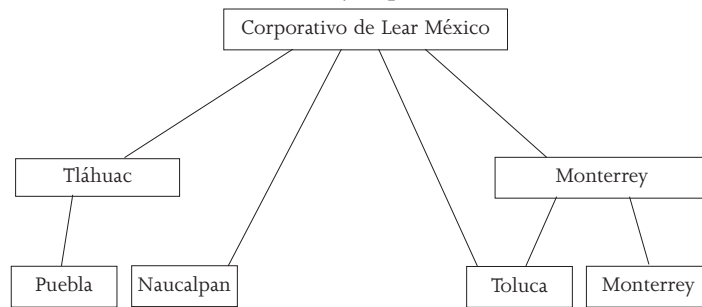 Corporativo de Lear México
Tláhuac
Monterrey
Puebla
Naucalpan
Toluca
Monterrey